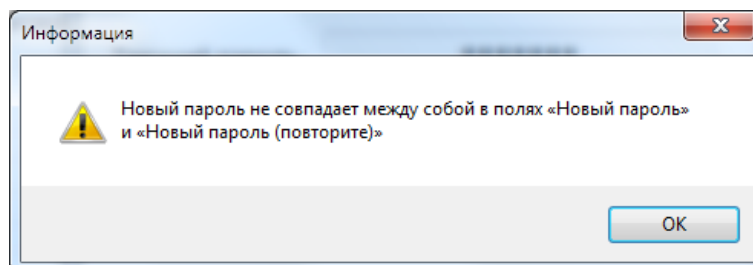 Информация
Новый пароль не совпадает между собой в полях «Новый пароль»
и «Новый пароль (повторите)»
OK